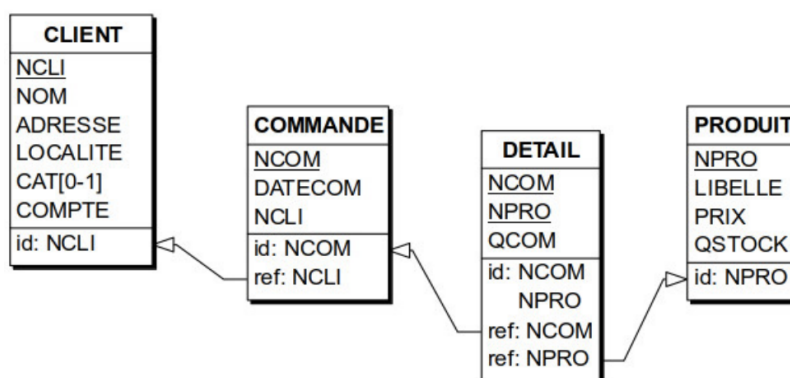 CLIENT
NCLI
NOM
ADRESSE
LOCALITE
CAT[0-1]
COMPTE
id: NCLI
COMMANDE
NCOM
DATECOM
NCLI
id: NCOM
ref: NCLI
DETAIL
NCOM
NPRO
QCOM
id: NCOM
NPRO
ref: NCOM
ref: NPRO
PRODUIT
NPRO
LIBELLE
PRIX
QSTOCK
id: NPRO